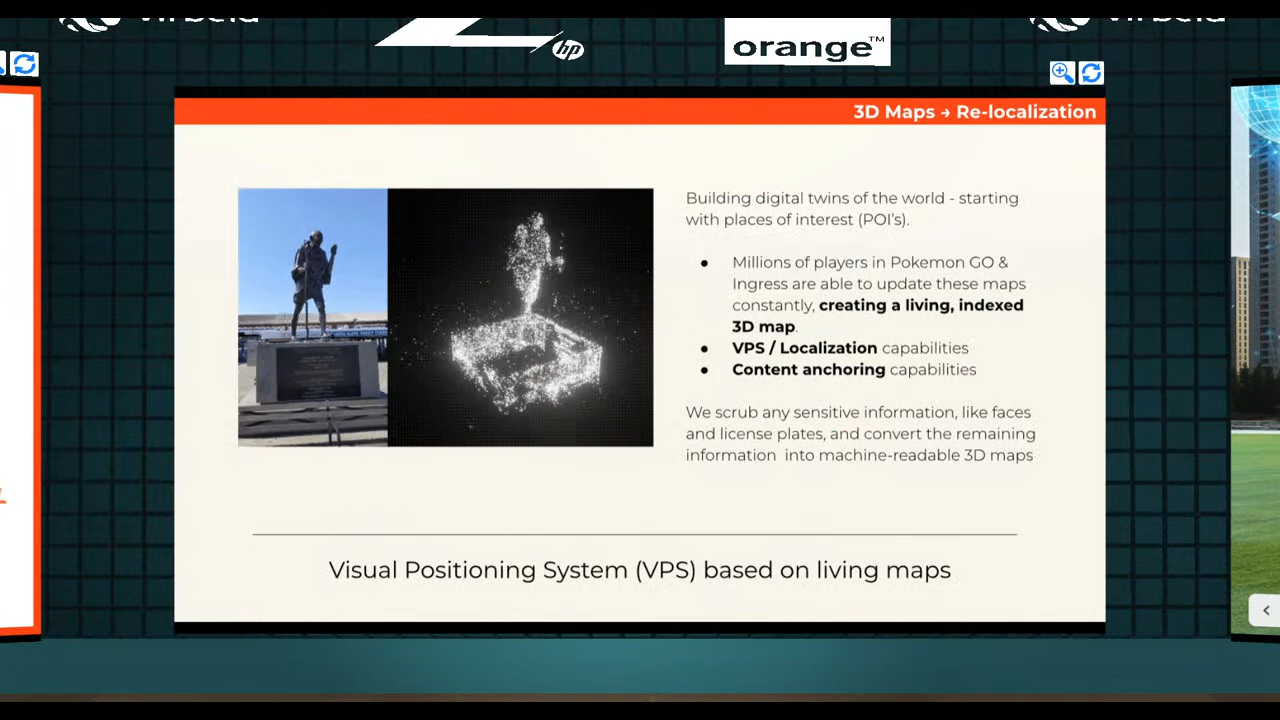 hp
orange™
3D Maps → Re-localization
Building digital twins of the world - starting
with places of interest (POI's).
● Millions of players in Pokemon GO &
Ingress are able to update these maps
constantly, creating a living, indexed
3D map.
● VPS / Localization capabilities
● Content anchoring capabilities
We scrub any sensitive information, like faces
and license plates, and convert the remaining
information into machine-readable 3D maps
Visual Positioning System (VPS) based on living maps